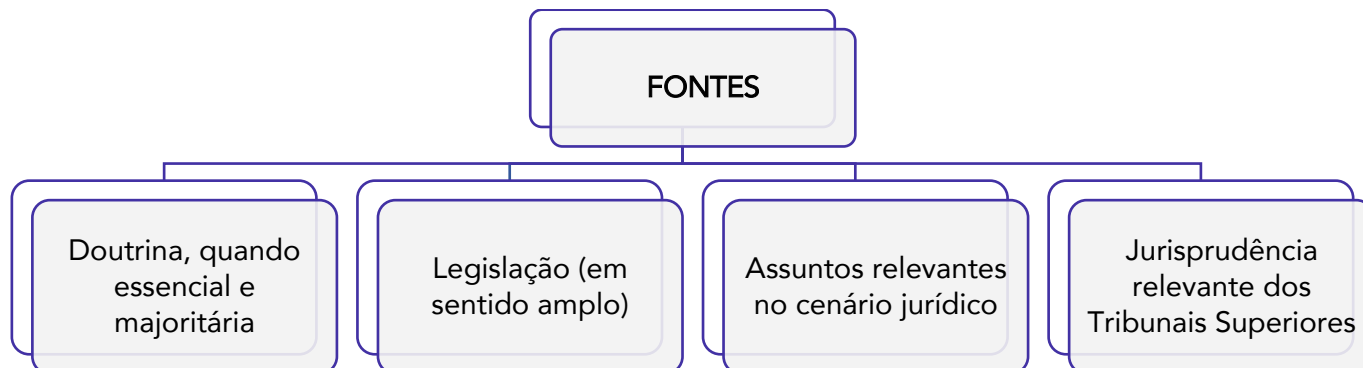 FONTES
Doutrina, quando
essencial e
majoritária
Legislação (em
sentido amplo)
Assuntos relevantes
no cenário jurídico
Jurisprudência
relevante dos
Tribunais Superiores